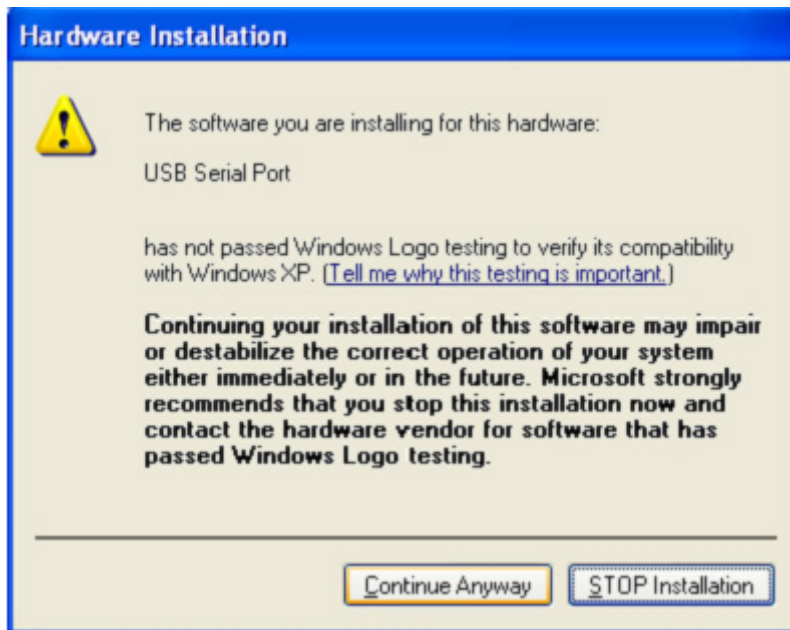 Hardware Installation
The software you are installing for this hardware:
USB Serial Port
has not passed Windows Logo testing to verify its compatibility
with Windows XP. (Tell me why this testing is important.)
Continuing your installation of this software may impair
or destabilize the correct operation of your system
either immediately or in the future. Microsoft strongly
recommends that you stop this installation now and
contact the hardware vendor for software that has
passed Windows Logo testing.
Continue Anyway STOP Installation